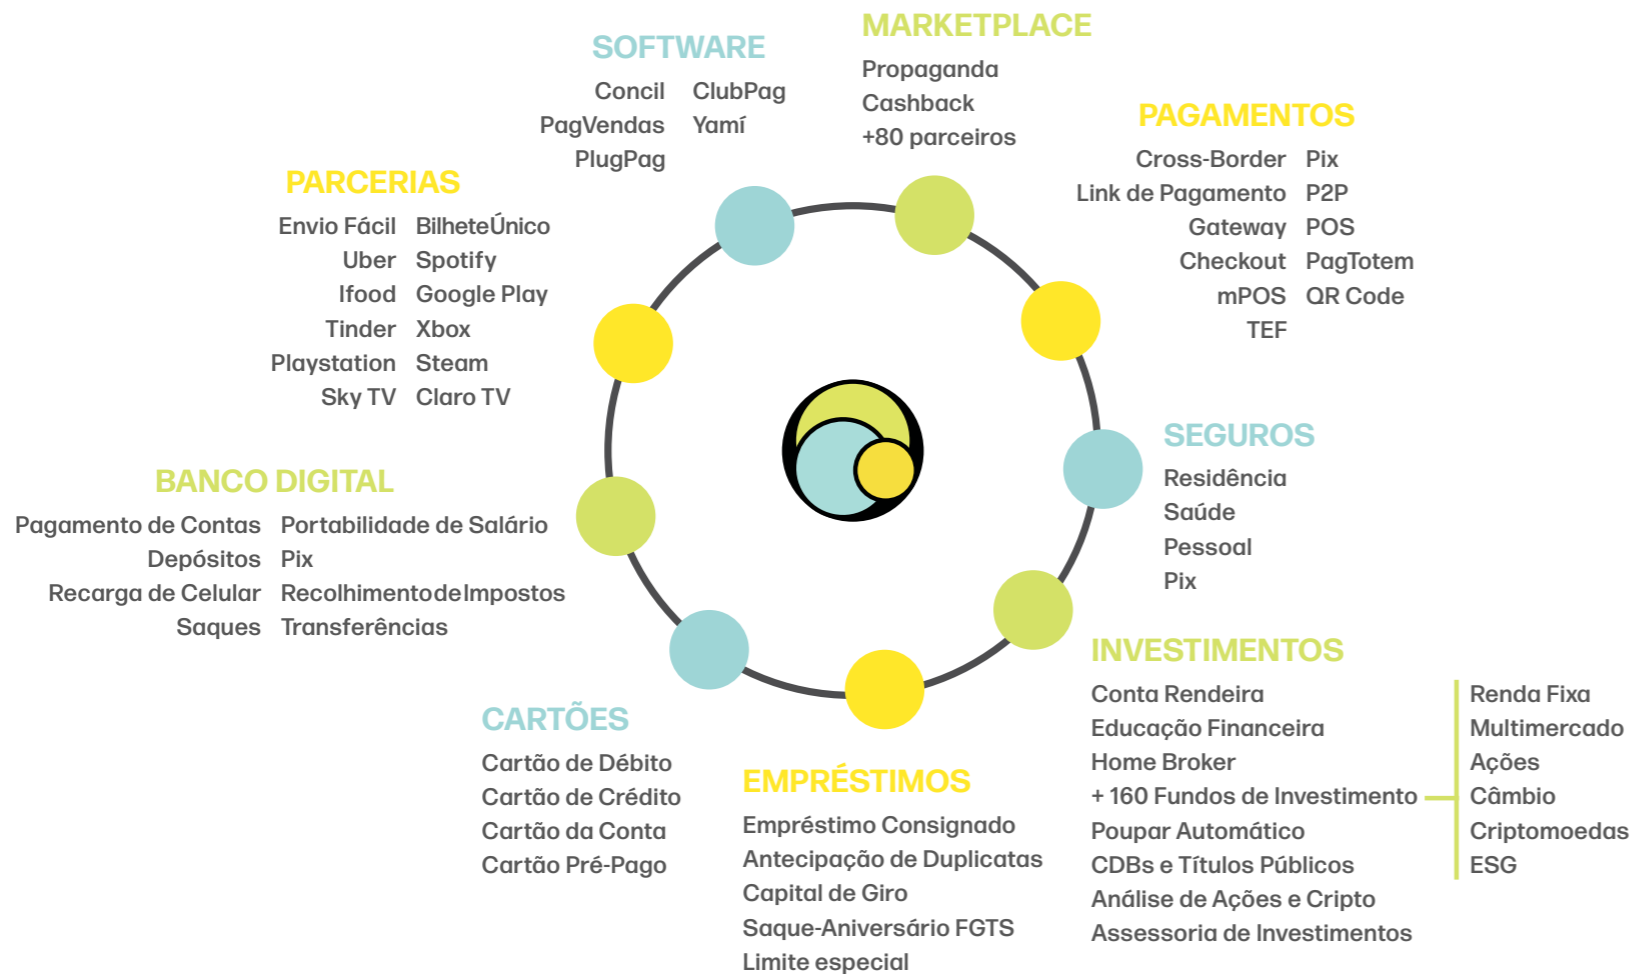 SOFTWARE
Concil ClubPag
PagVendas Yamí
PlugPag
MARKETPLACE
Propaganda
Cashback
+80 parceiros
PAGAMENTOS
Cross-Border Pix
Link de Pagamento P2P
Gateway POS
Checkout PagTotem
mPOS QR Code
TEF
PARCERIAS
Envio Fácil BilheteÚnico
Uber Spotify
Ifood Google Play
Tinder Xbox
Playstation Steam
Sky TV Claro TV
SEGUROS
Residência
Saúde
Pessoal
Pix
BANCO DIGITAL
Pagamento de Contas Portabilidade de Salário
Depósitos Pix
Recarga de Celular RecolhimentodeImpostos
Saques Transferências
INVESTIMENTOS
Conta Rendeira
Educação Financeira
Home Broker
+ 160 Fundos de Investimento
Poupar Automático
CDBs e Títulos Públicos
Análise de Ações e Cripto
Assessoria de Investimentos
Renda Fixa
Multimercado
Ações
Câmbio
Criptomoedas
ESG
CARTÕES
Cartão de Débito
Cartão de Crédito
Cartão da Conta
Cartão Pré-Pago
EMPRÉSTIMOS
Empréstimo Consignado
Antecipação de Duplicatas
Capital de Giro
Saque-Aniversário FGTS
Limite especial